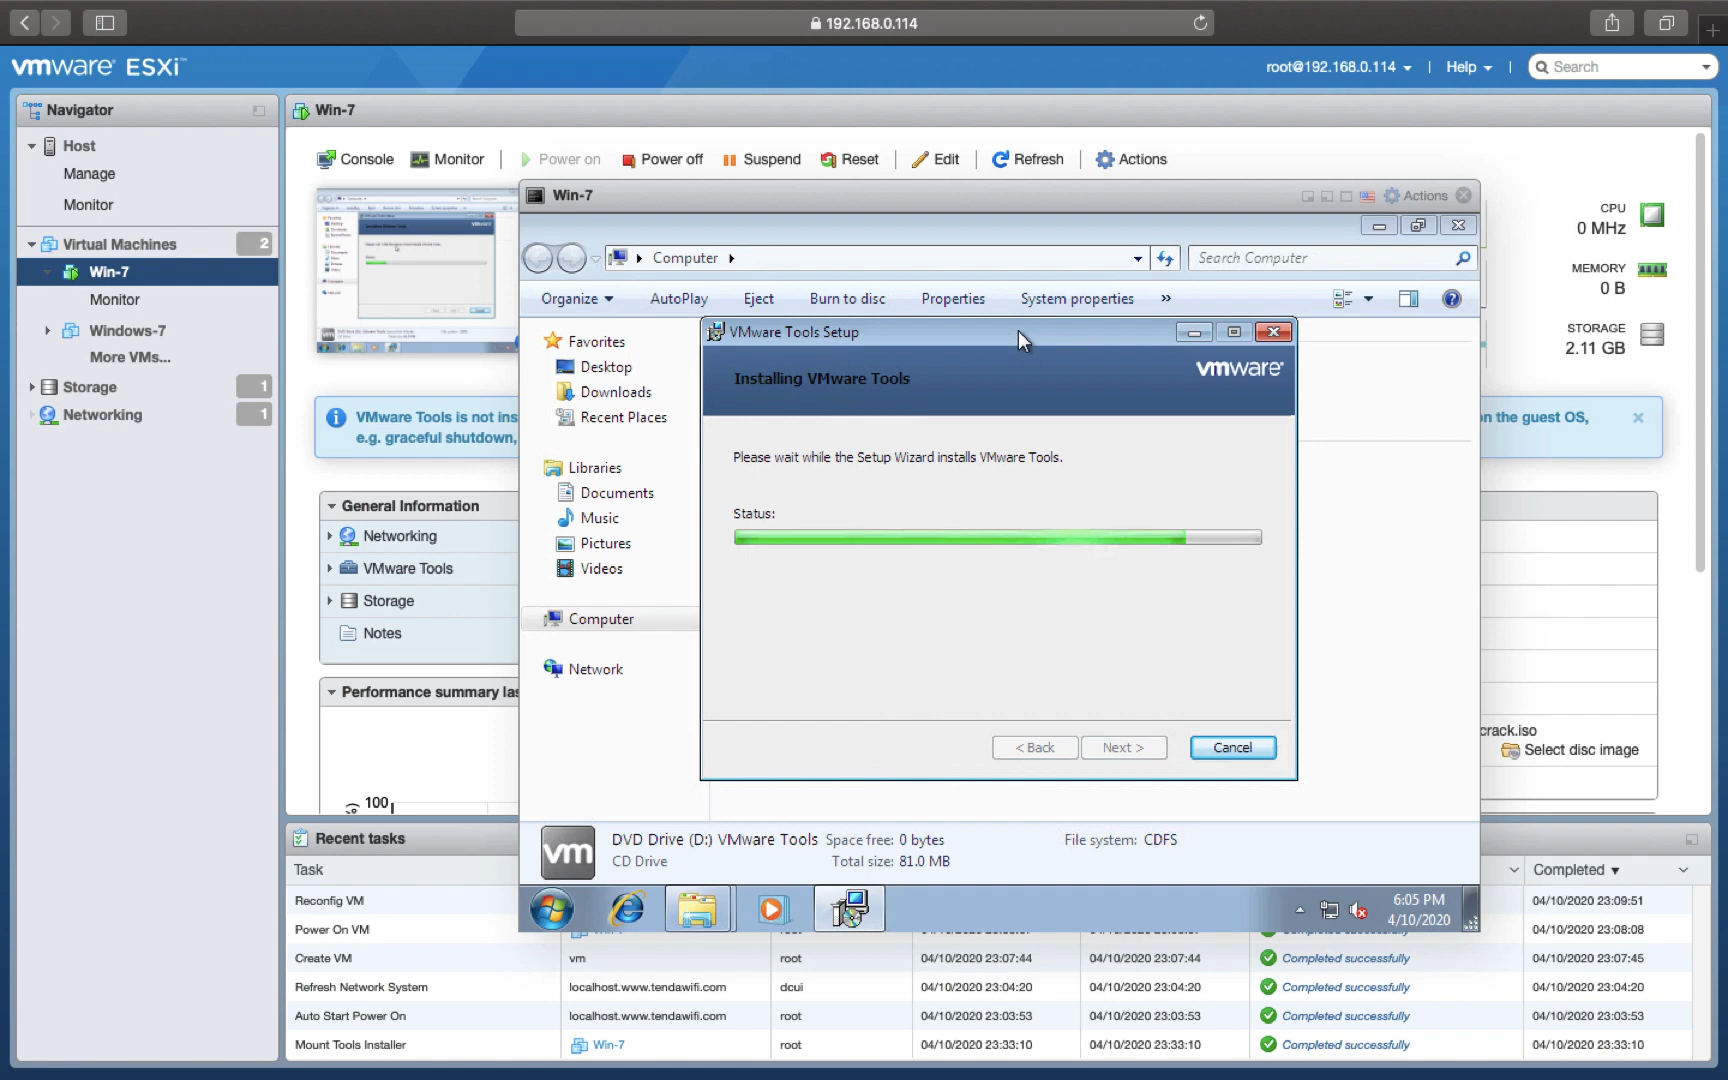 192.168.0.114
vmware ESXi™
root@192.168.0.114
|
Help
|
Search
Navigator
Host
Manage
Monitor
Virtual Machines
2
Win-7
Monitor
Windows-7
More VMs...
Storage
1
Networking
1
Win-7
Console
Monitor
Power on
Power off
Suspend
Reset
Edit
Refresh
Actions
CPU
0 MHz
MEMORY
0 B
STORAGE
2.11 GB
VMware Tools is not ins
e.g. graceful shutdown,
n the guest OS,
General Information
Networking
VMware Tools
Storage
Notes
Performance summary las
100
crack.iso
Select disc image
Win-7
Actions
Computer
Search Computer
Organize
AutoPlay
Eject
Burn to disc
Properties
System properties
»
Favorites
Desktop
Downloads
Recent Places
Libraries
Documents
Music
Pictures
Videos
Computer
Network
VMware Tools Setup
Installing VMware Tools
vmware®
Please wait while the Setup Wizard installs VMware Tools.
Status:
< Back
Next >
Cancel
vm
DVD Drive (D:) VMware Tools
Space free: 0 bytes
File system: CDFS
CD Drive
Total size: 81.0 MB
6:05 PM
4/10/2020
Recent tasks
Task
Completed ▼
Reconfig VM
04/10/2020 23:09:51
Power On VM
04/10/2020 23:08:08
Create VM
vm
root
04/10/2020 23:07:44
04/10/2020 23:07:44
Completed successfully
04/10/2020 23:07:45
Refresh Network System
localhost.www.tendawifi.com
dcui
04/10/2020 23:04:20
04/10/2020 23:04:20
Completed successfully
04/10/2020 23:04:20
Auto Start Power On
localhost.www.tendawifi.com
root
04/10/2020 23:03:53
04/10/2020 23:03:53
Completed successfully
04/10/2020 23:03:53
Mount Tools Installer
Win-7
root
04/10/2020 23:33:10
04/10/2020 23:33:10
Completed successfully
04/10/2020 23:33:10